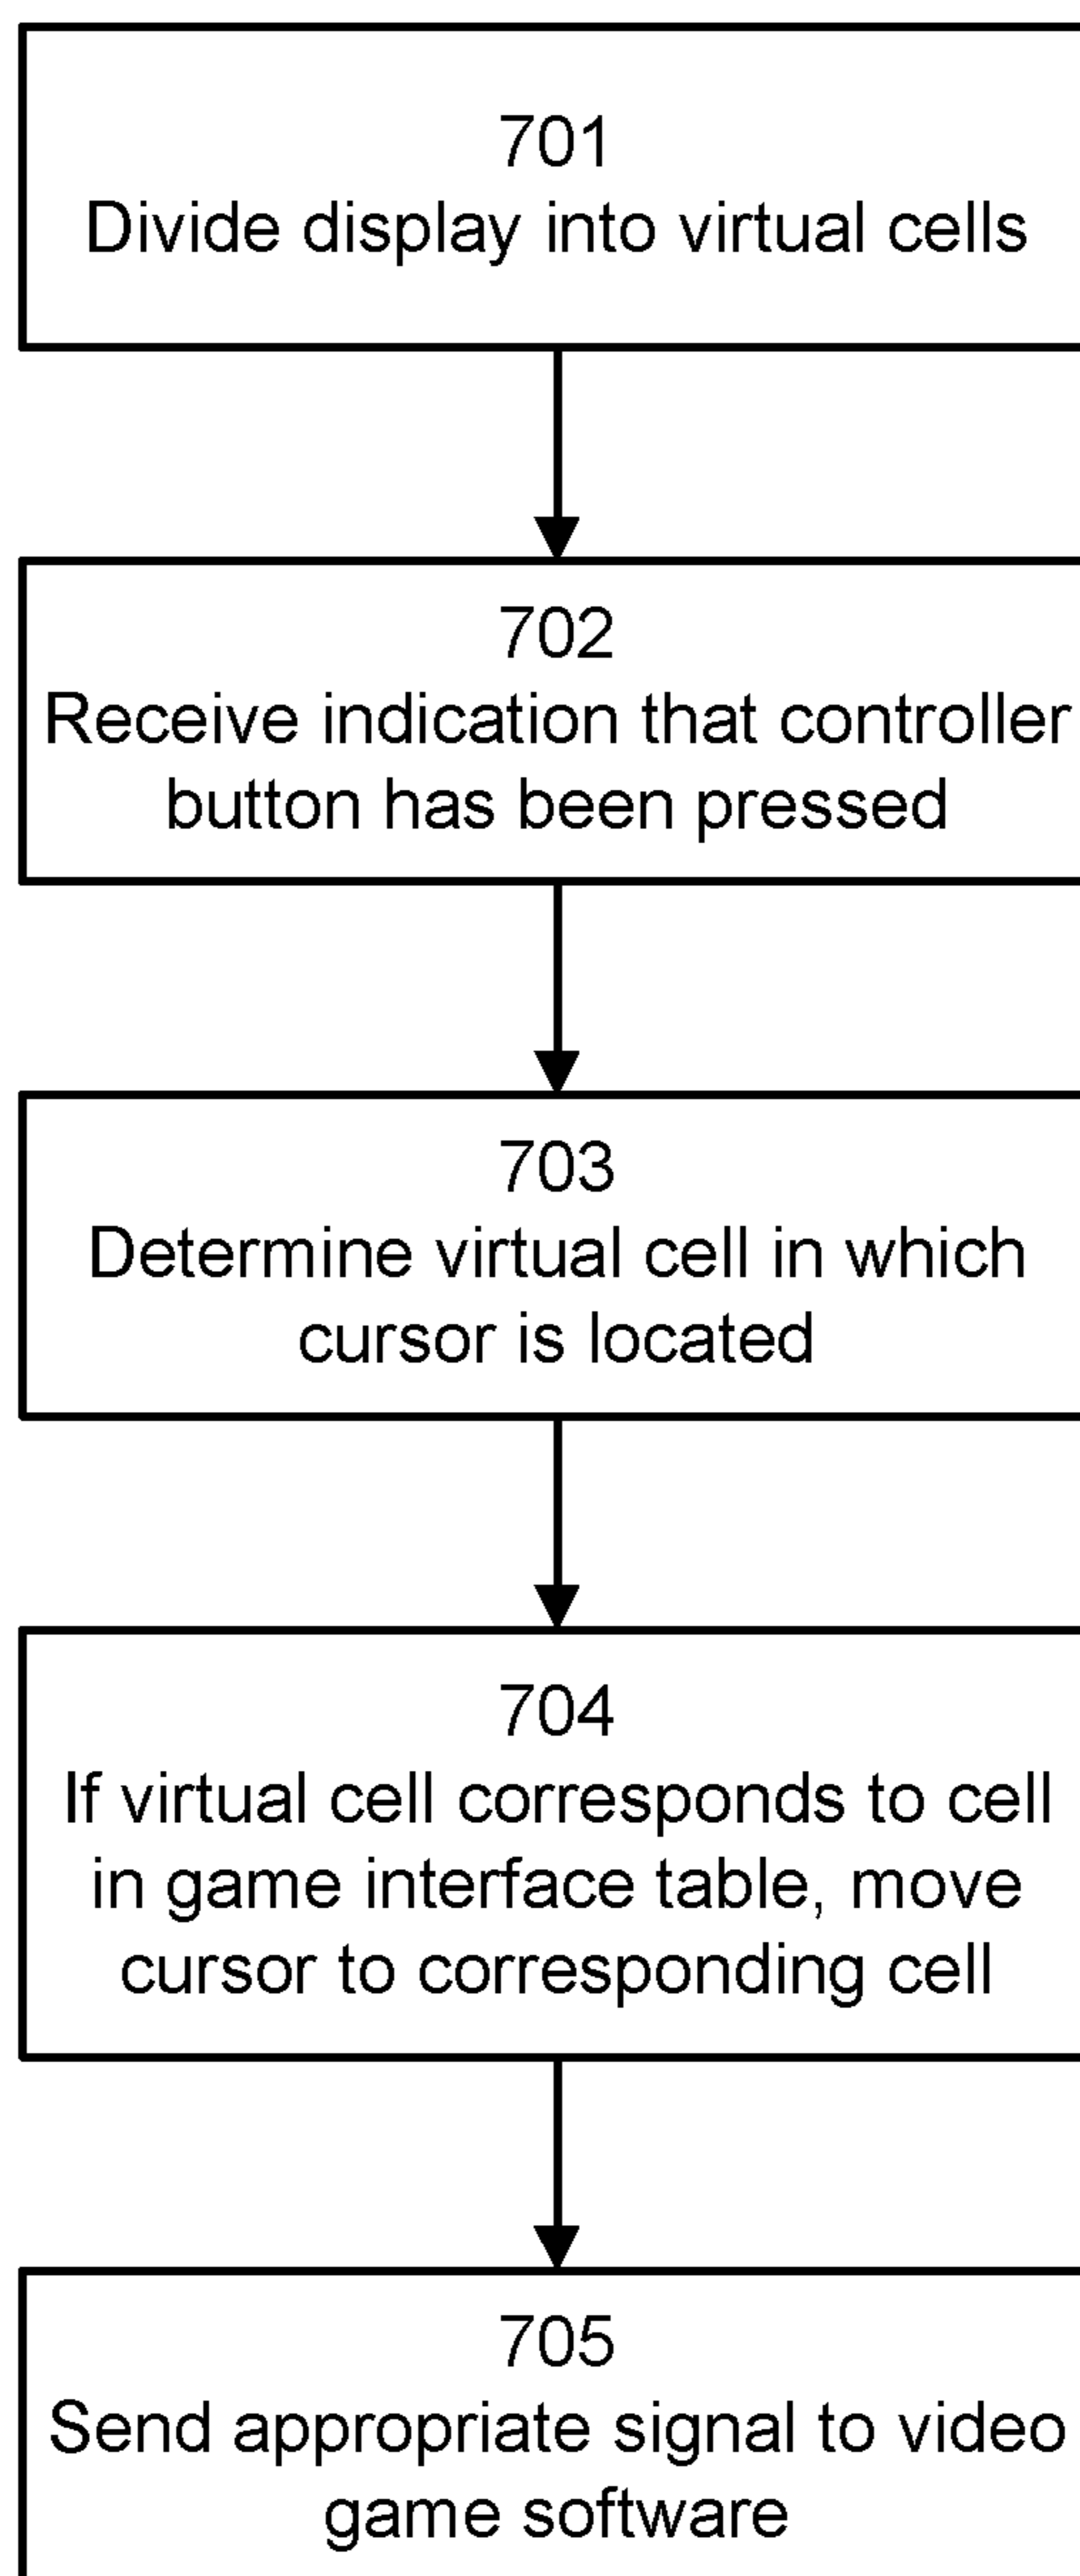 701
Divide display into virtual cells
702
Receive indication that controller
button has been pressed
703
Determine virtual cell in which
cursor is located
704
If virtual cell corresponds to cell
in game interface table, move
cursor to corresponding cell
705
Send appropriate signal to video
game software